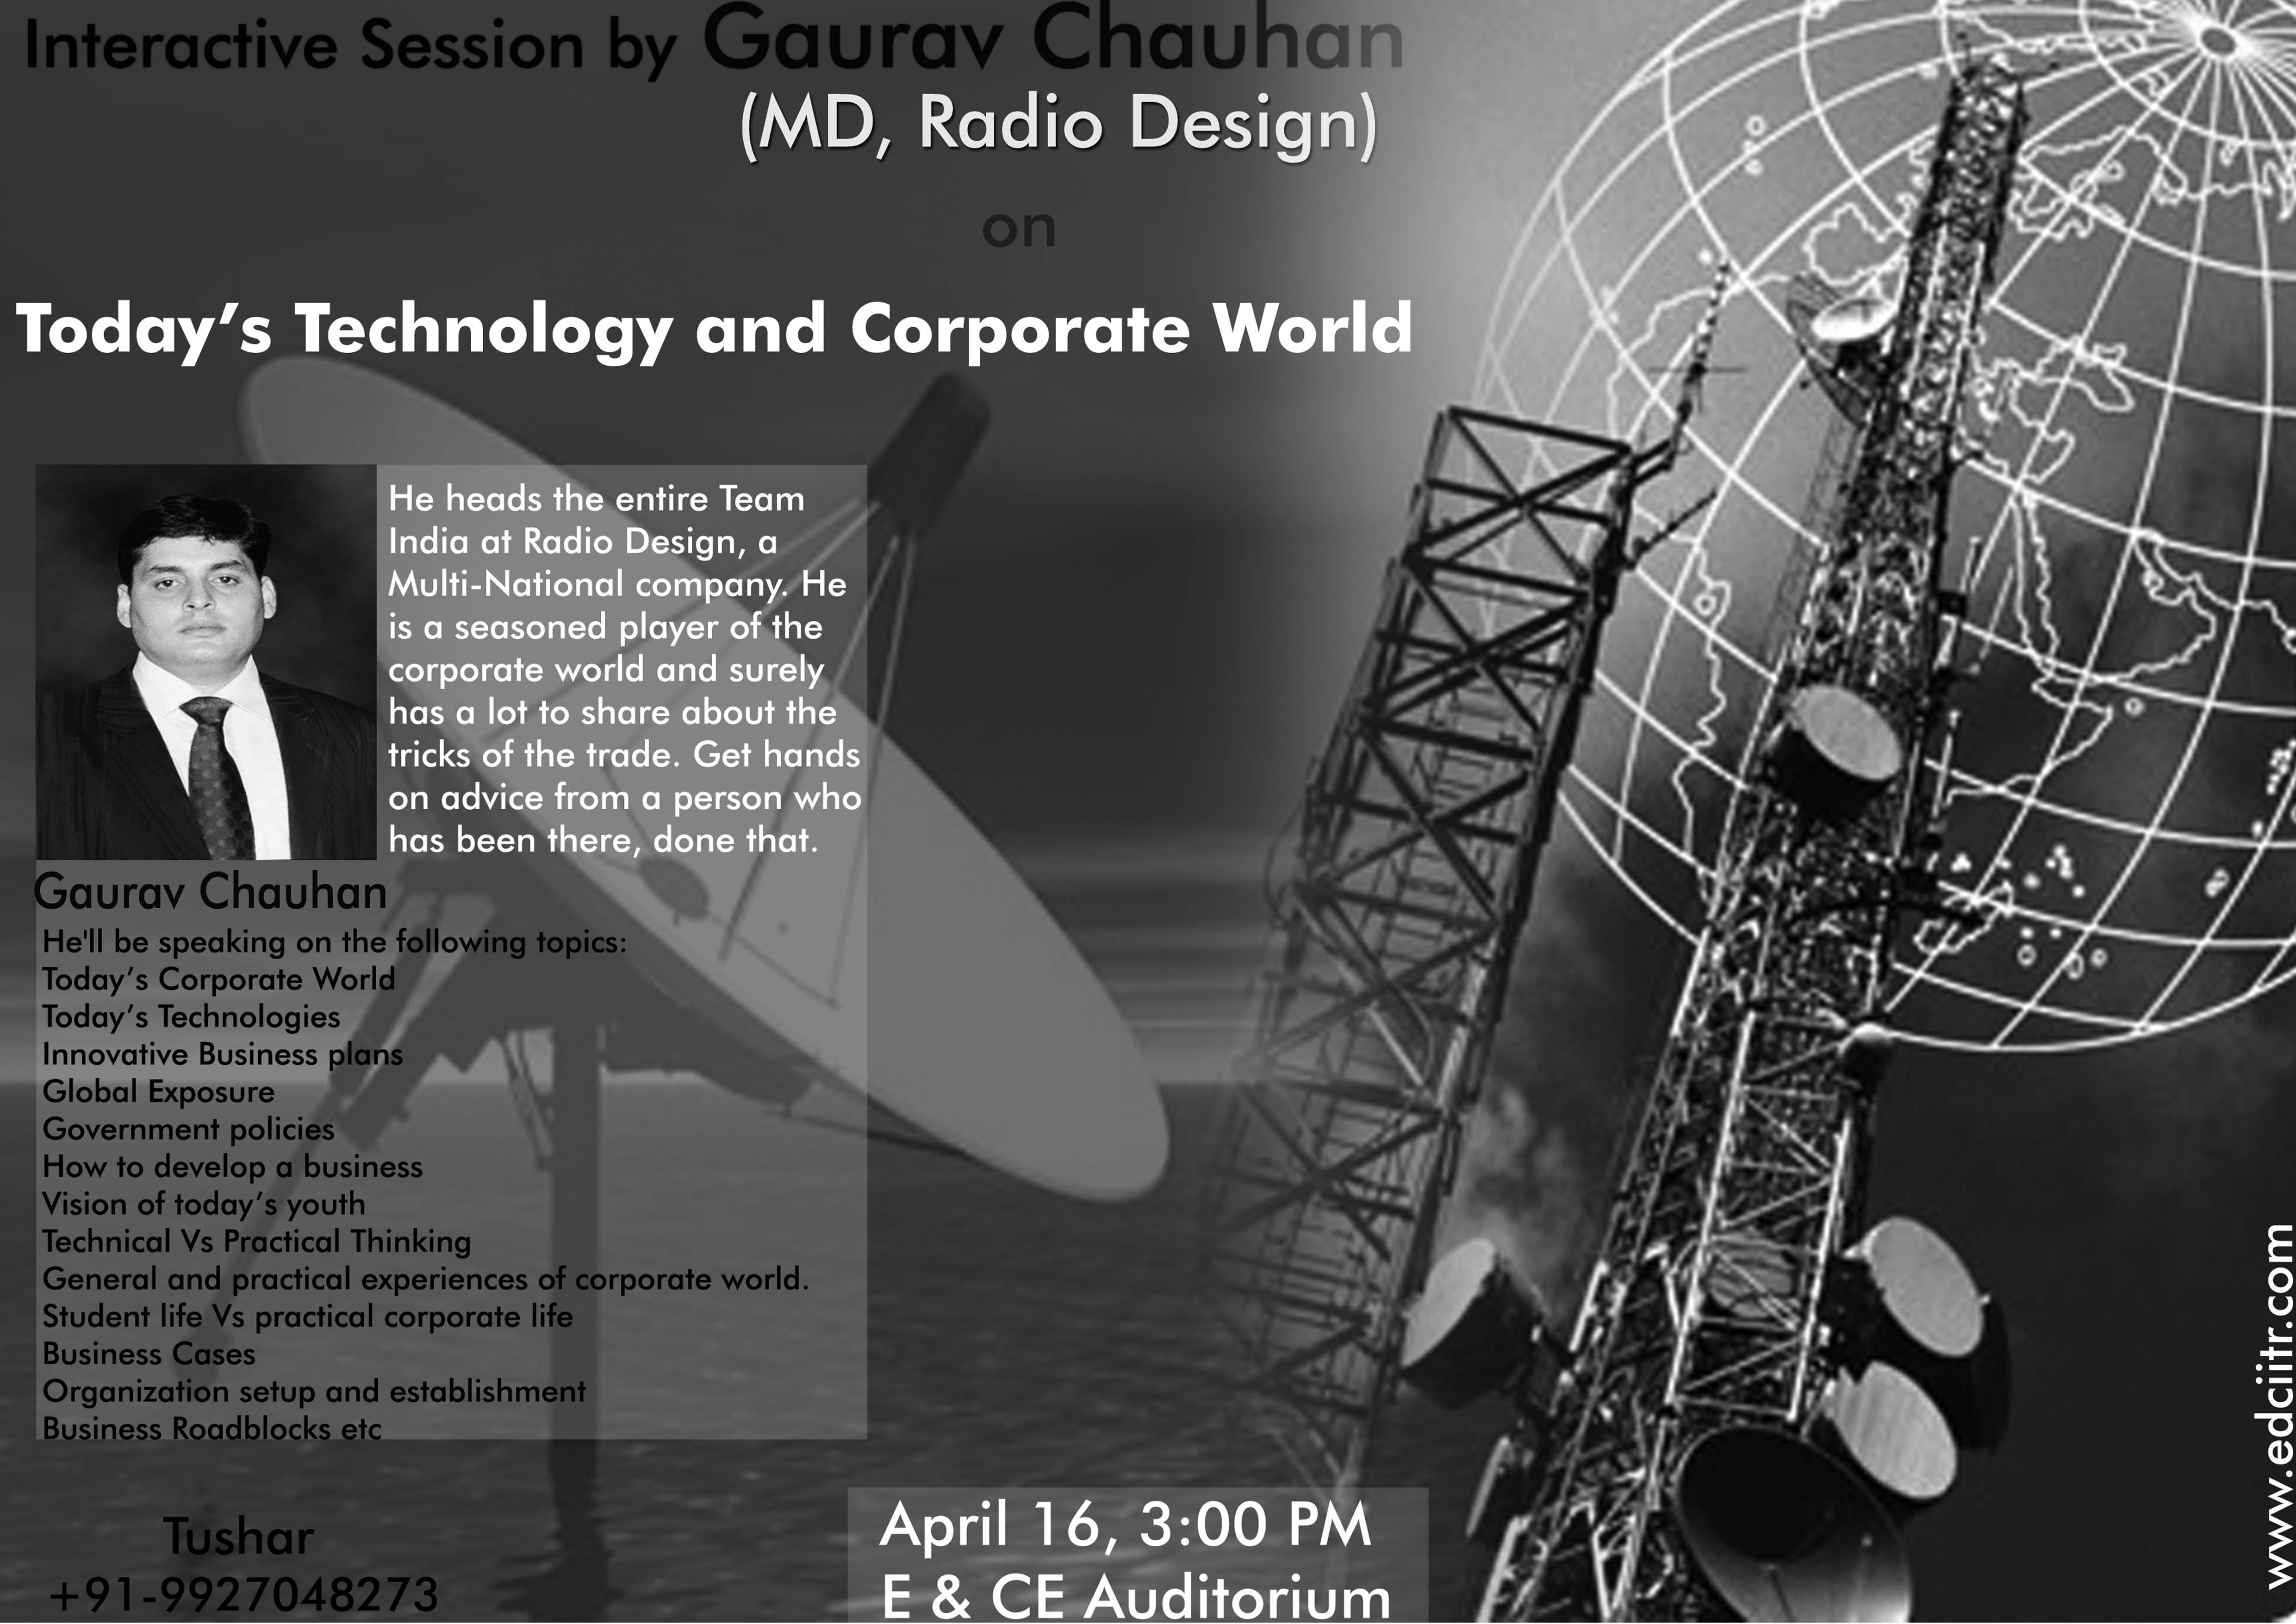 Interactive Session by Gaurav Chauhan
(MD, Radio Design)
on
Today’s Technology and Corporate World
He heads the entire Team
India at Radio Design, a
Multi-National company. He
is a seasoned player of the
corporate world and surely
has a lot to share about the
tricks of the trade. Get hands
on advice from a person who
has been there, done that.
Gaurav Chauhan
He'll be speaking on the following topics:
Today’s Corporate World
Today’s Technologies
Innovative Business plans
Global Exposure
Government policies
How to develop a business
Vision of today’s youth
Technical Vs Practical Thinking
General and practical experiences of corporate world.
Student life Vs practical corporate life
Business Cases
Organization setup and establishment
Business Roadblocks etc
Tushar
+91-9927048273
April 16, 3:00 PM
E & CE Auditorium
www.edciitr.com